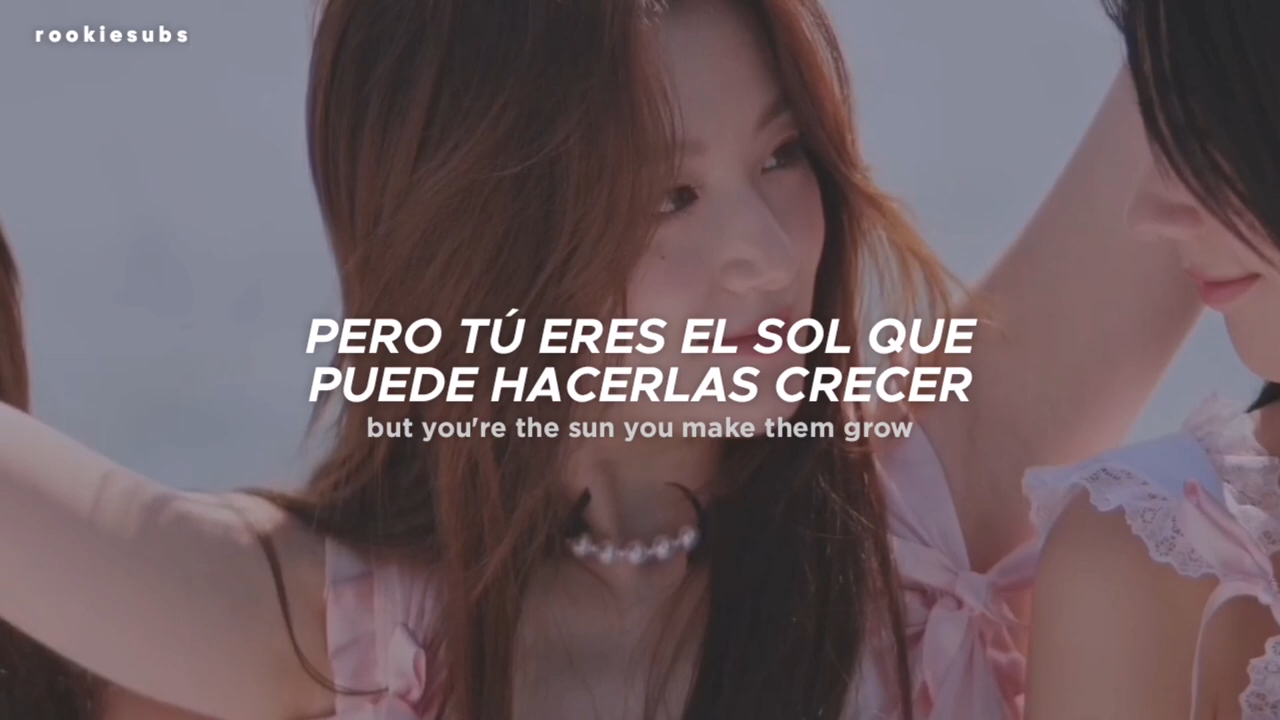 rookiesubs
PERO TÚ ERES EL SOL QUE
PUEDE HACERLAS CRECER
but you're the sun you make them grow